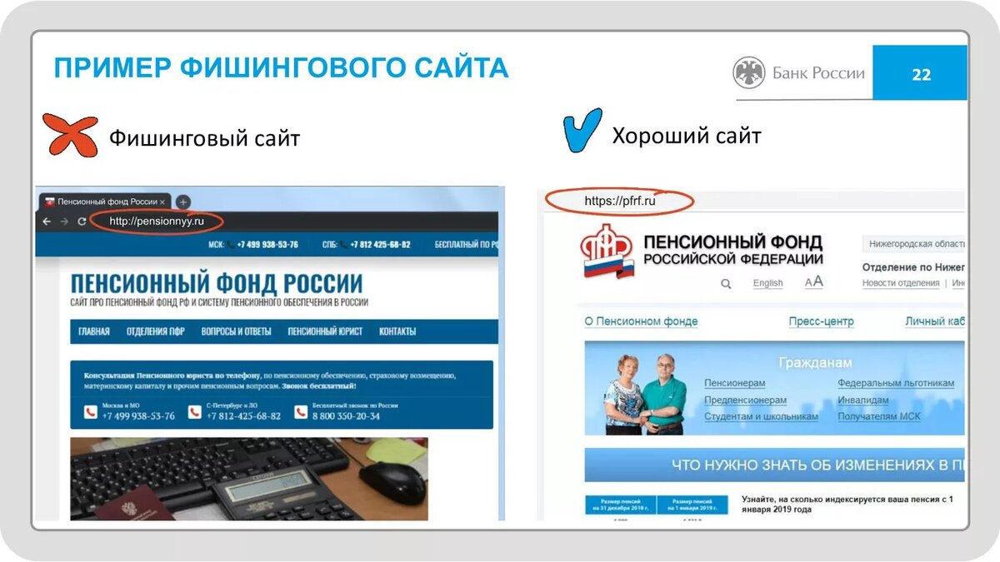 ПРИМЕР ФИШИНГОВОГО САЙТА
Банк России
22
Фишинговый сайт
Хороший сайт
Пенсионный фонд России
http://pensionnyy.ru
МСК: +7 499 938-53-76 СПБ: +7 812 425-68-82 БЕСПЛАТНЫЙ ПО
ПЕНСИОННЫЙ ФОНД РОССИИ
САЙТ ПРО ПЕНСИОННЫЙ ФОНД РФ И СИСТЕМУ ПЕНСИОННОГО ОБЕСПЕЧЕНИЯ В РОССИИ
ГЛАВНАЯ ОТДЕЛЕНИЯ ПФР ВОПРОСЫ И ОТВЕТЫ ПЕНСИОННЫЙ ЮРИСТ КОНТАКТЫ
Консультация Пенсионного юриста по телефону, по пенсионному обеспечению, страховому возмещению,
материнскому капиталу и прочим пенсионным вопросам. Звонок бесплатный!
Москва и МО
+7 499 938-53-76
С-Петербург и ЛО
+7 812-425-68-82
Бесплатный звонок по России
8 800 350-20-34
https://pfrf.ru
ПЕНСИОННЫЙ ФОНД
РОССИЙСКОЙ ФЕДЕРАЦИИ
English
A A
Нижегородская область
Отделение по Нижег
Новости отделения | Ин
О Пенсионном фонде Пресс-центр Личный каб
Гражданам
Пенсионерам
Предпенсионерам
Студентам и школьникам
Федеральным льготникам
Инвалидам
Получателям МСК
ЧТО НУЖНО ЗНАТЬ ОБ ИЗМЕНЕНИЯХ В П
Размер пенсий
на 31 декабря 2018 г.
Размер пенсий
на 1 января 2019 г.
Узнайте, на сколько индексируется ваша пенсия с 1
января 2019 года